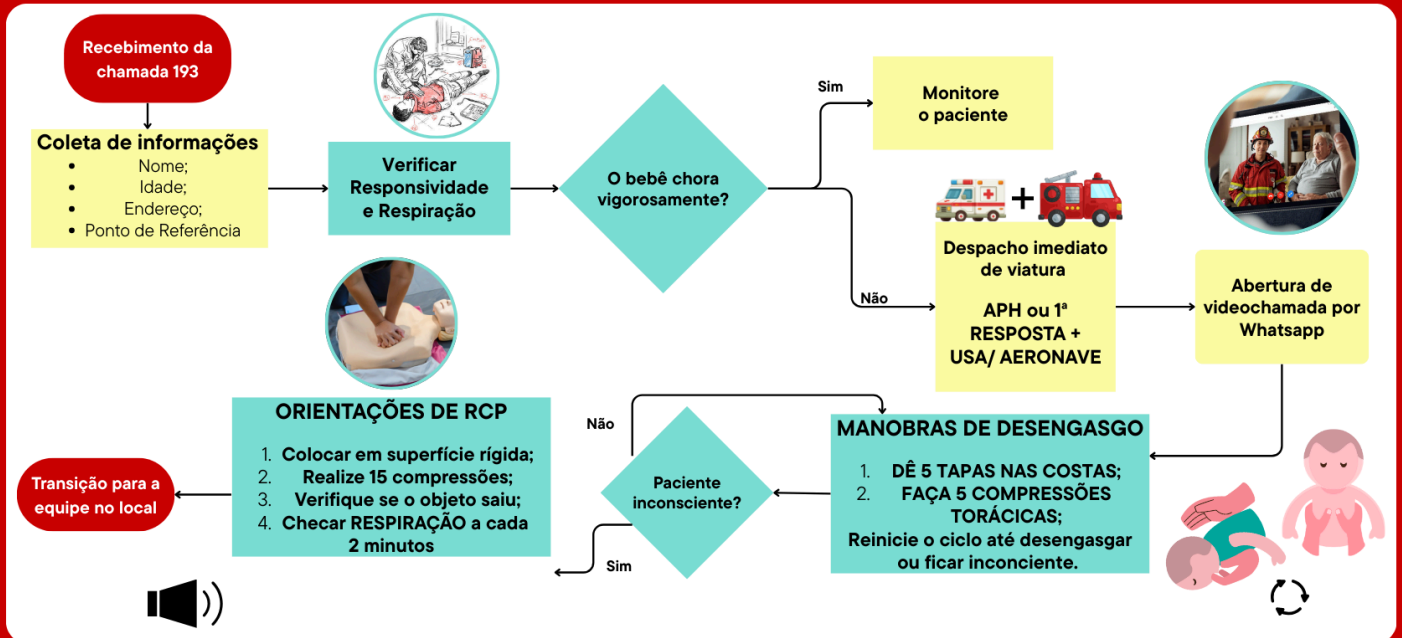 Recebimento da
chamada 193
Coleta de informações
• Nome;
• Idade;
• Endereço;
• Ponto de Referência
Verificar
Responsividade
e Respiração
O bebê chora
vigorosamente?
Sim
Monitore
o paciente
Não
Despacho imediato
de viatura
APH ou 1ª
RESPOSTA +
USA/ AERONAVE
Abertura de
videochamada por
Whatsapp
MANOBRAS DE DESENGASGO
1. DÊ 5 TAPAS NAS COSTAS;
2. FAÇA 5 COMPRESSÕES
TORÁCICAS;
Reinicie o ciclo até desengasgar
ou ficar inconciente.
Paciente
inconsciente?
Não
Sim
ORIENTAÇÕES DE RCP
1. Colocar em superfície rígida;
2. Realize 15 compressões;
3. Verifique se o objeto saiu;
4. Checar RESPIRAÇÃO a cada
2 minutos
Transição para a
equipe no local